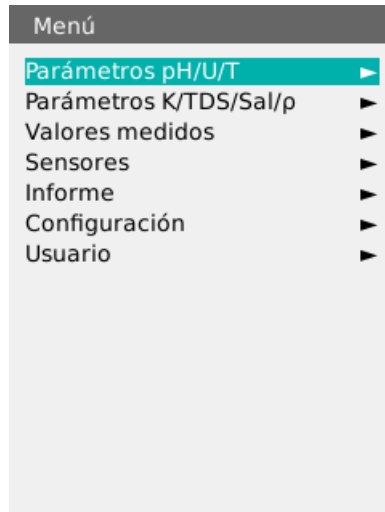 Menú
Parámetros pH/U/T
Parámetros K/TDS/Sal/ρ
Valores medidos
Sensores
Informe
Configuración
Usuario